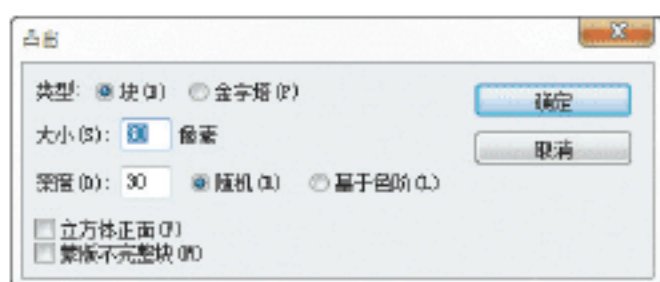 凸出
类型: 块(B) 金字塔(P)
确定
大小(S): 30 像素
取消
深度(D): 30 随机(R) 基于色阶(L)
立方体正面(F)
蒙版不完整块(M)